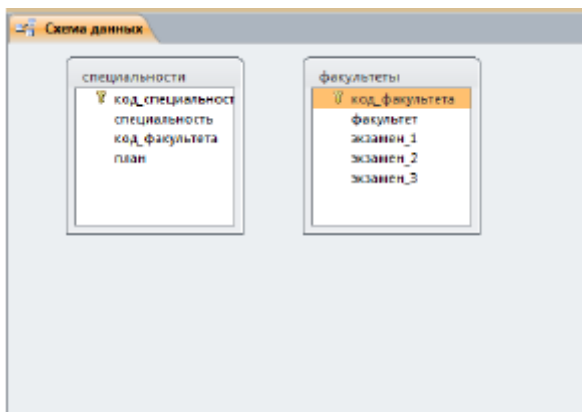 Схема данных
специальности
код_специальност
специальность
код_факультета
план
факультеты
код_факультета
факультет
экзамен_1
экзамен_2
экзамен_3